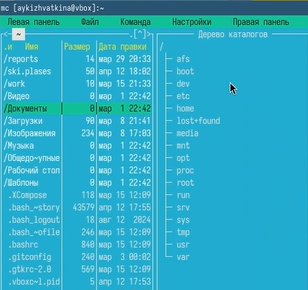 mc [aykizhvatkina@vbox]:~
Левая панель Файл Команда Настройки Правая панель
<— ~ .[^]>
Дерево каталогов
.и Имя Размер Дата правки
/
/reports 14 мар 29 20:33
/ski.plases 50 апр 12 18:02
/work 10 мар 15 21:33
/Видео 0 мар 1 22:42
/Документы 0 мар 1 22:42
/Загрузки 90 мар 8 21:41
/Изображения 234 мар 8 17:03
/Музыка 0 мар 1 22:42
/Общедо~упные 0 мар 1 22:42
/Рабочий стол 0 мар 1 22:42
/Шаблоны 0 мар 1 22:42
.XCompose 118 мар 15 12:09
.bash_~story 43579 апр 12 17:55
.bash_logout 18 авг 12 2024
.bash_~ofile 246 мар 15 12:09
.bashrc 840 мар 15 12:09
.gitconfig 240 мар 3 00:02
.gtkrc-2.0 569 мар 15 12:09
.vboxc~l.pid 5 апр 12 17:53
afs
boot
dev
etc
home
lost+found
media
mnt
opt
proc
root
run
srv
sys
tmp
usr
var